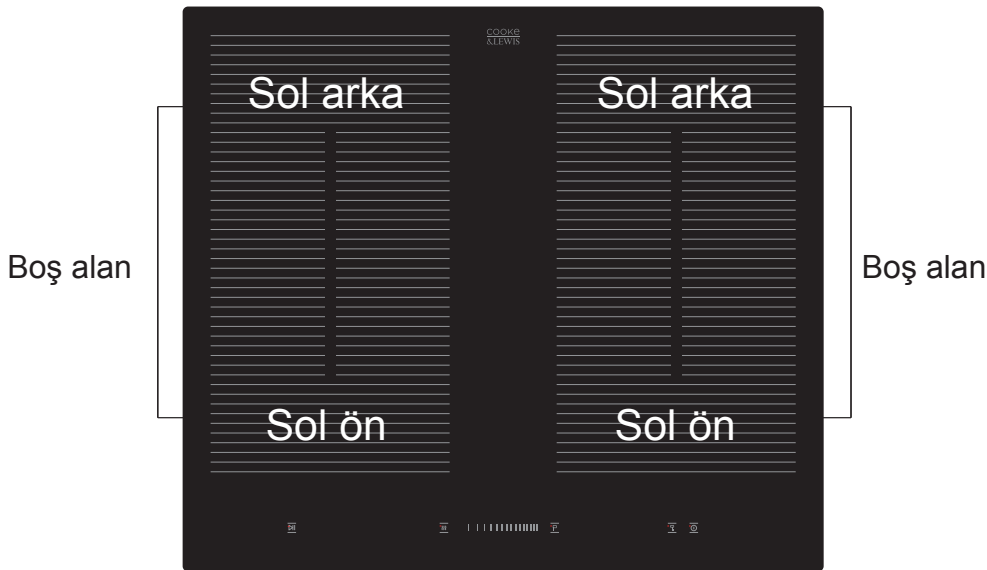 cooke
&LEWIS
Sol arka
Sol arka
Boş alan
Boş alan
Sol ön
Sol ön
P